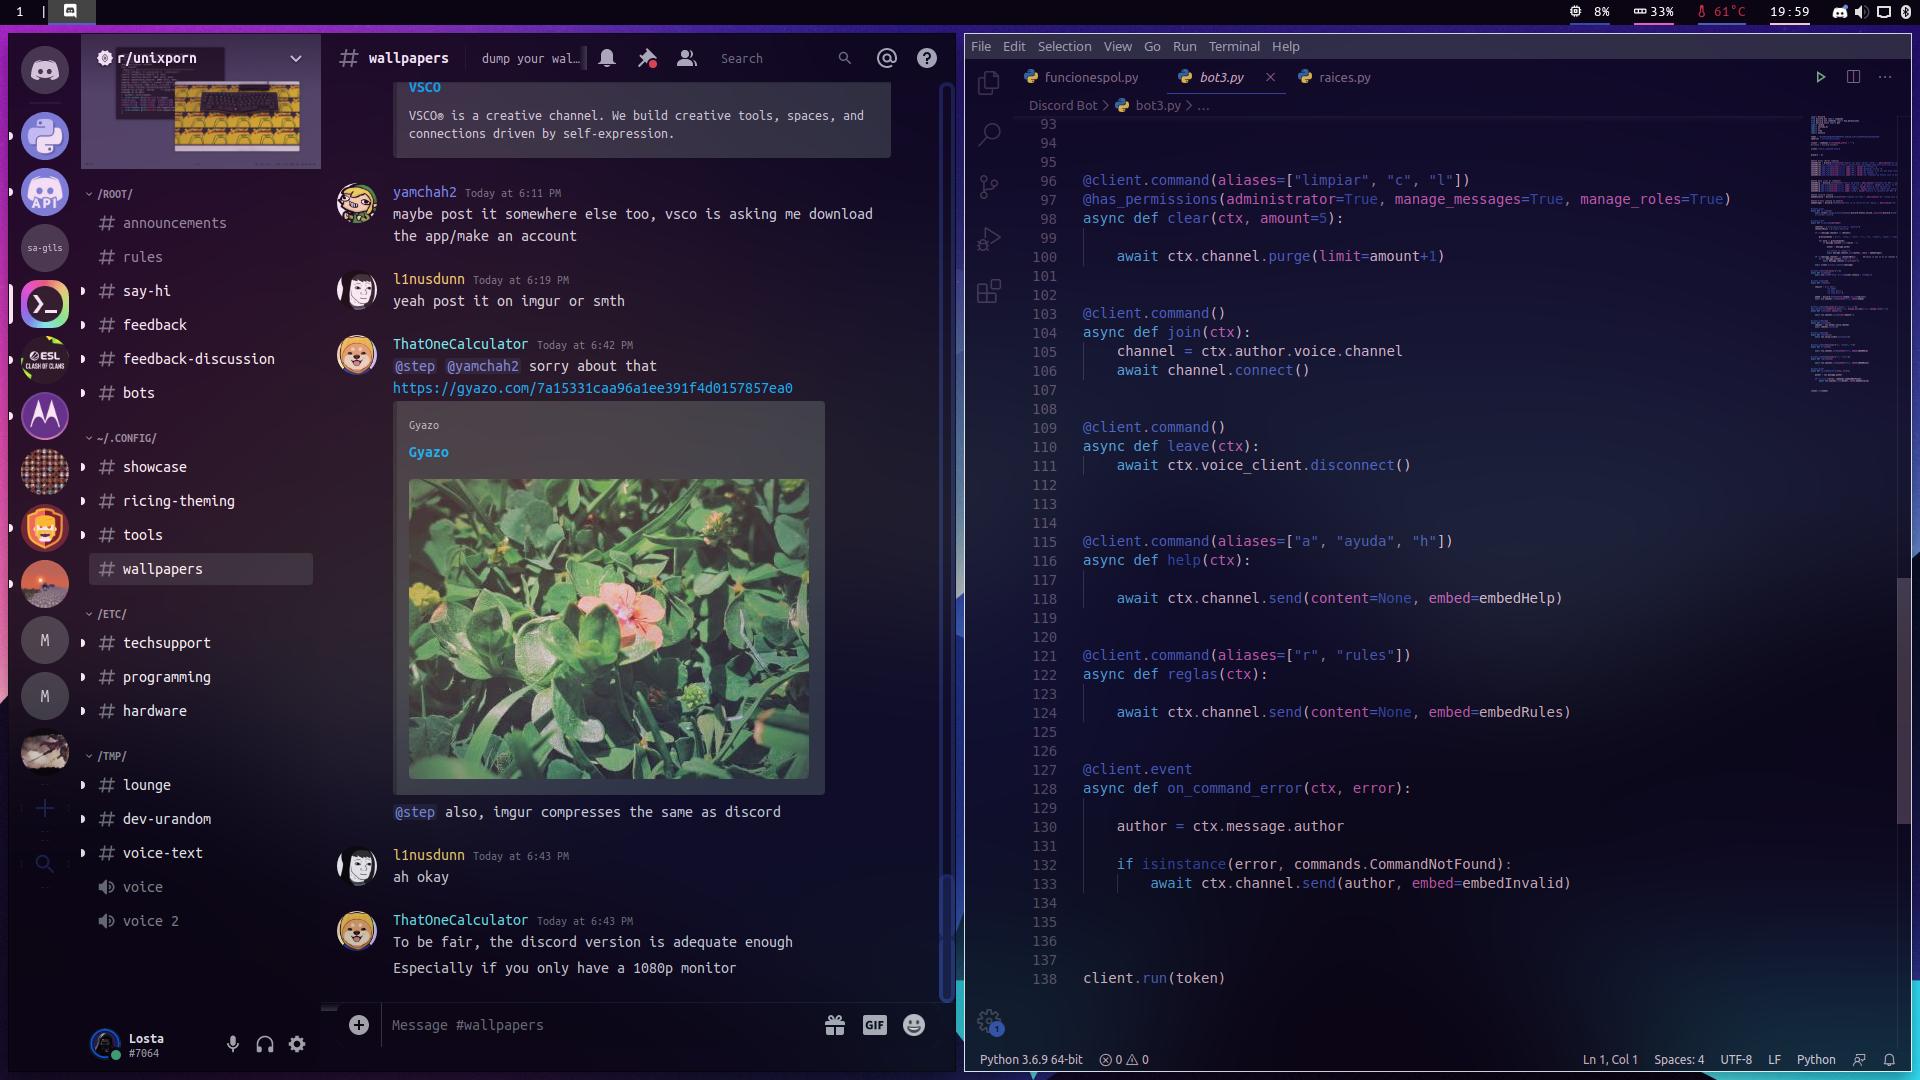 1
8%
33%
61°C
19:59
r/unixporn
wallpapers
dump your wal…
Search
sa-gils
API
ESL
CLASH OF CLANS
M
M
/ROOT/
announcements
rules
say-hi
feedback
feedback-discussion
bots
~/.CONFIG/
showcase
ricing-theming
tools
wallpapers
/ETC/
techsupport
programming
hardware
/TMP/
lounge
dev-urandom
voice-text
voice
voice 2
Losta
#7064
VSCO
VSCO® is a creative channel. We build creative tools, spaces, and
connections driven by self-expression.
yamchah2 Today at 6:11 PM
maybe post it somewhere else too, vsco is asking me download
the app/make an account
l1nusdunn Today at 6:19 PM
yeah post it on imgur or smth
ThatOneCalculator Today at 6:42 PM
@step @yamchah2 sorry about that
https://gyazo.com/7a15331caa96a1ee391f4d0157857ea0
Gyazo
Gyazo
@step also, imgur compresses the same as discord
l1nusdunn Today at 6:43 PM
ah okay
ThatOneCalculator Today at 6:43 PM
To be fair, the discord version is adequate enough
Especially if you only have a 1080p monitor
Message #wallpapers
GIF
File Edit Selection View Go Run Terminal Help
funcionespol.py
bot3.py
raices.py
Discord Bot > bot3.py > ...
93
94
95
96 @client.command(aliases=["limpiar", "c", "l"])
97 @has_permissions(administrator=True, manage_messages=True, manage_roles=True)
98 async def clear(ctx, amount=5):
99
100 await ctx.channel.purge(limit=amount+1)
101
102
103 @client.command()
104 async def join(ctx):
105 channel = ctx.author.voice.channel
106 await channel.connect()
107
108
109 @client.command()
110 async def leave(ctx):
111 await ctx.voice_client.disconnect()
112
113
114
115 @client.command(aliases=["a", "ayuda", "h"])
116 async def help(ctx):
117
118 await ctx.channel.send(content=None, embed=embedHelp)
119
120
121 @client.command(aliases=["r", "rules"])
122 async def reglas(ctx):
123
124 await ctx.channel.send(content=None, embed=embedRules)
125
126
127 @client.event
128 async def on_command_error(ctx, error):
129
130 author = ctx.message.author
131
132 if isinstance(error, commands.CommandNotFound):
133 await ctx.channel.send(author, embed=embedInvalid)
134
135
136
137
138 client.run(token)
1
Python 3.6.9 64-bit
0
0
Ln 1, Col 1
Spaces: 4
UTF-8
LF
Python